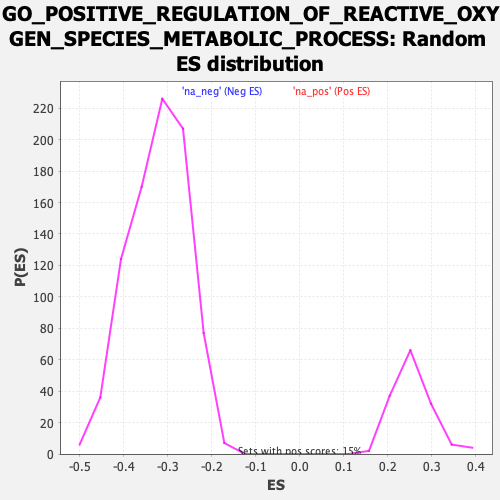 GO_POSITIVE_REGULATION_OF_REACTIVE_OXY
GEN_SPECIES_METABOLIC_PROCESS: Random
ES distribution
'na_neg' (Neg ES) 'na_pos' (Pos ES)
220
200
180
160
140
120
100
80
60
40
20
0
P(ES)
Sets with pos scores: 15%
-0.5 -0.4 -0.3 -0.2 -0.1 0.0 0.1 0.2 0.3 0.4
ES